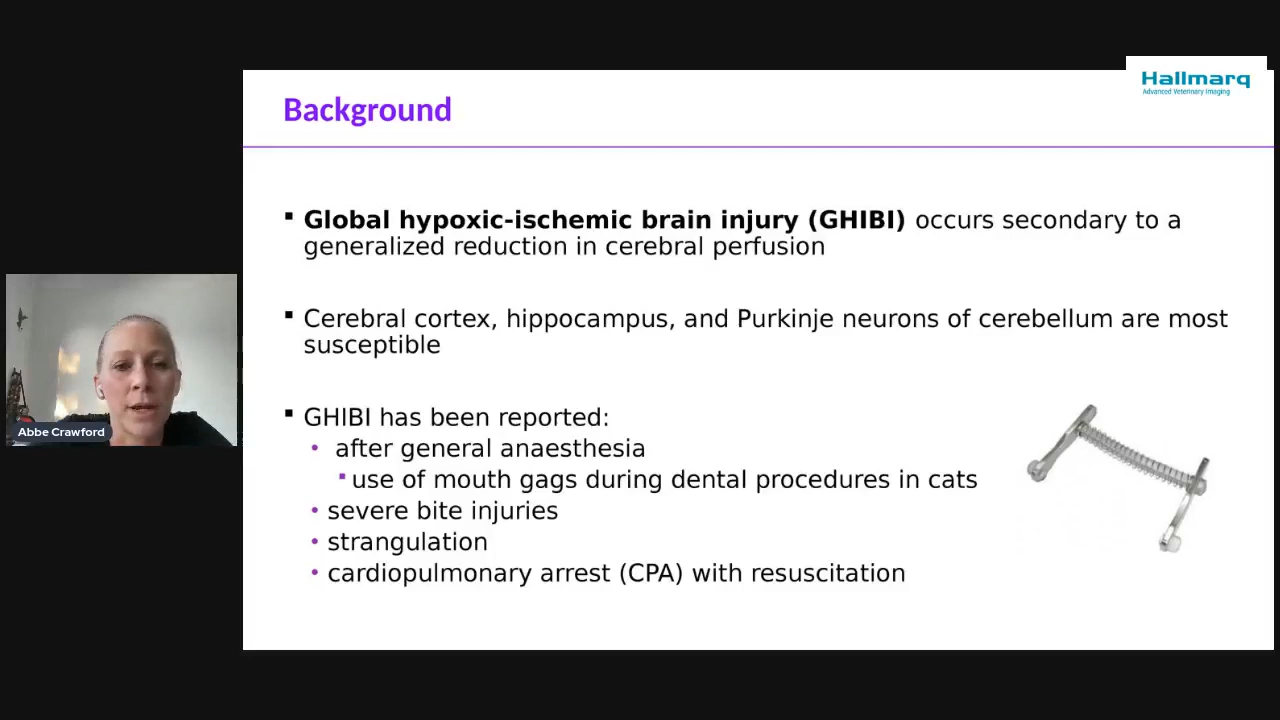 Hallmarq
Advanced Veterinary Imaging
Background
▪ Global hypoxic-ischemic brain injury (GHIBI) occurs secondary to a
generalized reduction in cerebral perfusion
▪ Cerebral cortex, hippocampus, and Purkinje neurons of cerebellum are most
susceptible
▪ GHIBI has been reported:
• after general anaesthesia
▪ use of mouth gags during dental procedures in cats
• severe bite injuries
• strangulation
• cardiopulmonary arrest (CPA) with resuscitation
Abbe Crawford